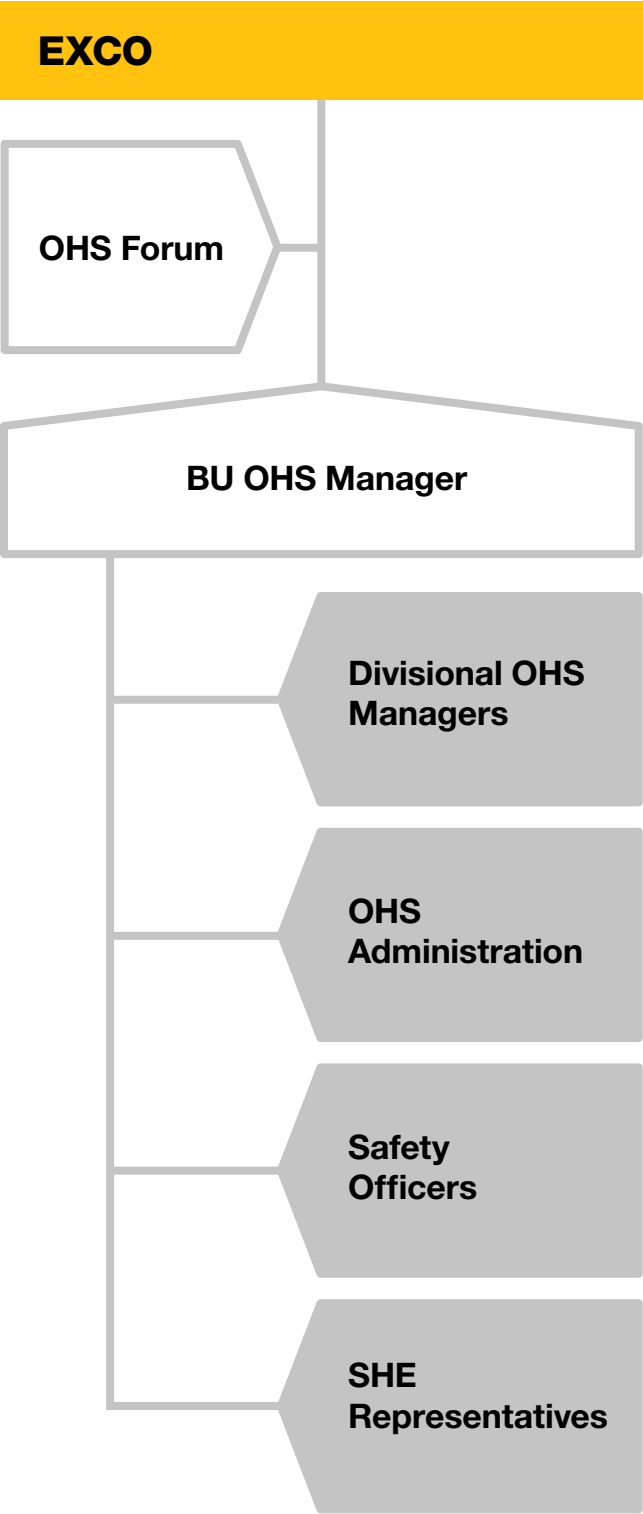 EXCO
OHS Forum
BU OHS Manager
Divisional OHS
Managers
OHS
Administration
Safety
Officers
SHE
Representatives